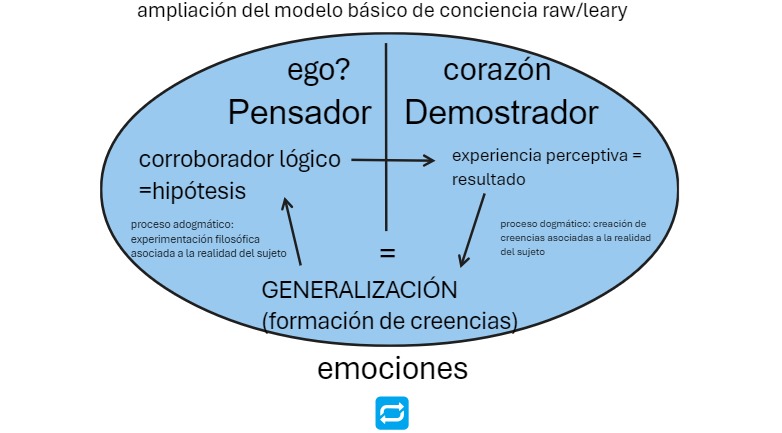 ampliación del modelo básico de conciencia raw/leary
ego?
corazón
Pensador
Demostrador
corroborador lógico
=hipótesis
experiencia perceptiva =
resultado
proceso adogmático:
experimentación filosófica
asociada a la realidad del sujeto
proceso dogmático: creación de
creencias asociadas a la realidad
del sujeto
=
GENERALIZACIÓN
(formación de creencias)
emociones